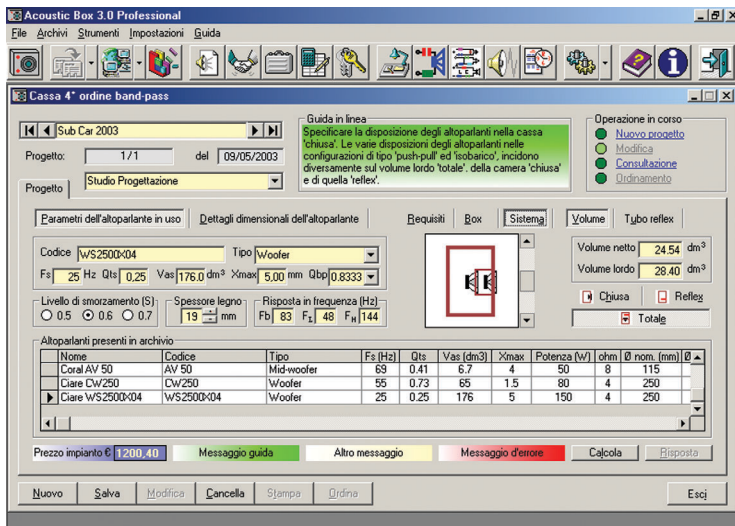 Acoustic Box 3.0 Professional
File Archivi Strumenti Impostazioni Guida
Cassa 4° ordine band-pass
Sub Car 2003
Progetto: 1/1 del 09/05/2003
Studio Progettazione
Progetto
Guida in linea
Specificare la disposizione degli altoparlanti nella cassa
'chiusa'. Le varie disposizioni degli altoparlanti nelle
configurazioni di tipo 'push-pull' ed 'isobarico', incidono
diversamente sul volume lordo 'totale'. della camera 'chiusa'
e di quella 'reflex'.
Operazione in corso
Nuovo progetto
Modifica
Consultazione
Ordinamento
Parametri dell'altoparlante in uso Dettagli dimensionali dell'altoparlante Requisiti Box Sistema Volume Tubo reflex
Codice WS2500X04 Tipo Woofer
Fs 25 Hz Qts 0,25 Vas 176.0 dm³ Xmax 5,00 mm Qbp 0.8333
Volume netto 24.54 dm³
Volume lordo 28.40 dm³
Chiusa Reflex
Totale
Livello di smorzamento (S) Spessore legno Risposta in frequenza (Hz)
0.5 0.6 0.7 19 mm Fb 83 FL 48 FH 144
Altoparlanti presenti in archivio
Nome Codice Tipo Fs (Hz) Qts Vas (dm3) Xmax Potenza (W) ohm Ø nom. (mm) Ø
Coral AV 50 AV 50 Mid-woofer 69 0.41 6.7 4 50 8 115
Ciare CW250 CW250 Woofer 55 0.73 65 1.5 80 4 250
Ciare WS2500X04 WS2500X04 Woofer 25 0.25 176 5 150 4 250
Prezzo impianto € 1200,40 Messaggio guida Altro messaggio Messaggio d'errore Calcola Risposta
Nuovo Salva Modifica Cancella Stampa Ordina Esci